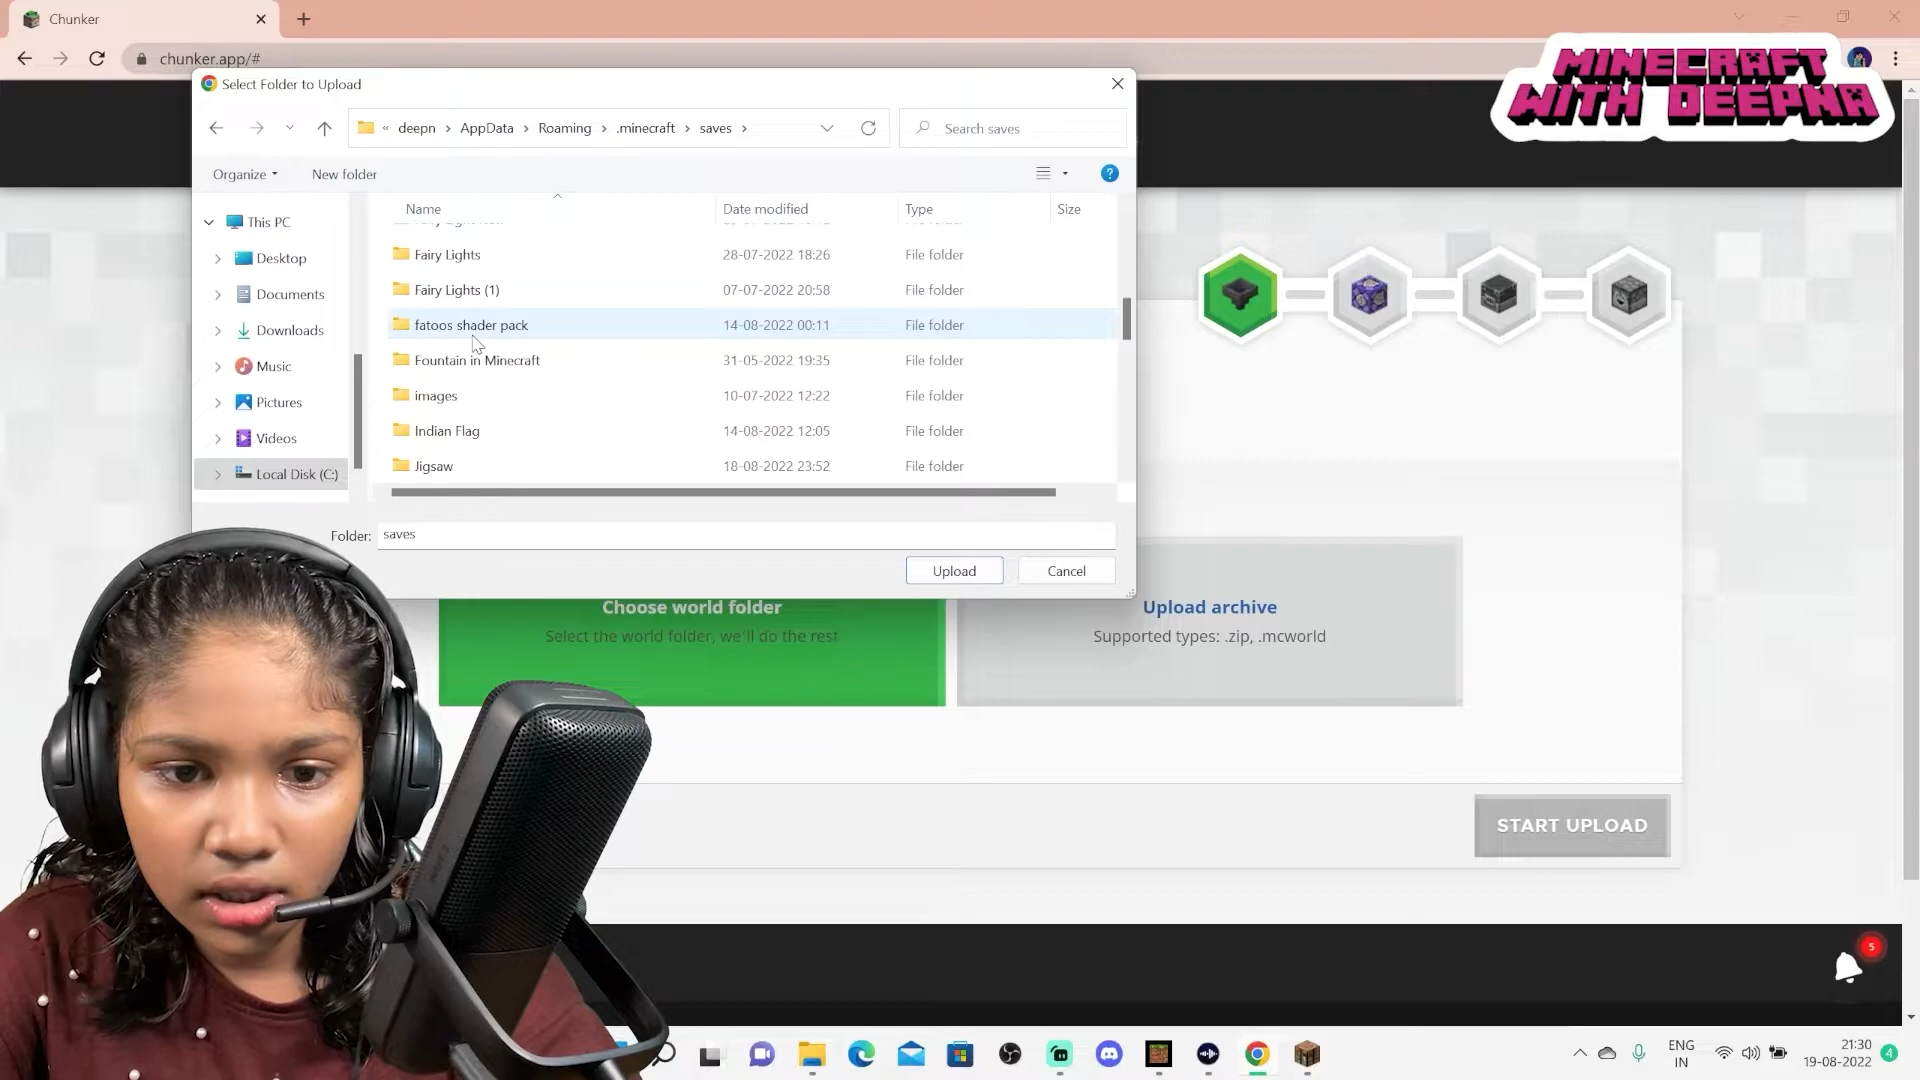 Chunker
chunker.app/#
MINECRAFT
WITH DEEPNA
Select Folder to Upload
« deepn › AppData › Roaming › .minecraft › saves ›
Search saves
Organize
New folder
Name
Date modified
Type
Size
This PC
Desktop
Documents
Downloads
Music
Pictures
Videos
Local Disk (C:)
Fairy Lights 28-07-2022 18:26 File folder
Fairy Lights (1) 07-07-2022 20:58 File folder
fatoos shader pack 14-08-2022 00:11 File folder
Fountain in Minecraft 31-05-2022 19:35 File folder
images 10-07-2022 12:22 File folder
Indian Flag 14-08-2022 12:05 File folder
Jigsaw 18-08-2022 23:52 File folder
Folder: saves
Upload
Cancel
Choose world folder
Select the world folder, we'll do the rest
Upload archive
Supported types: .zip, .mcworld
START UPLOAD
5
ENG
IN
21:30
19-08-2022
4